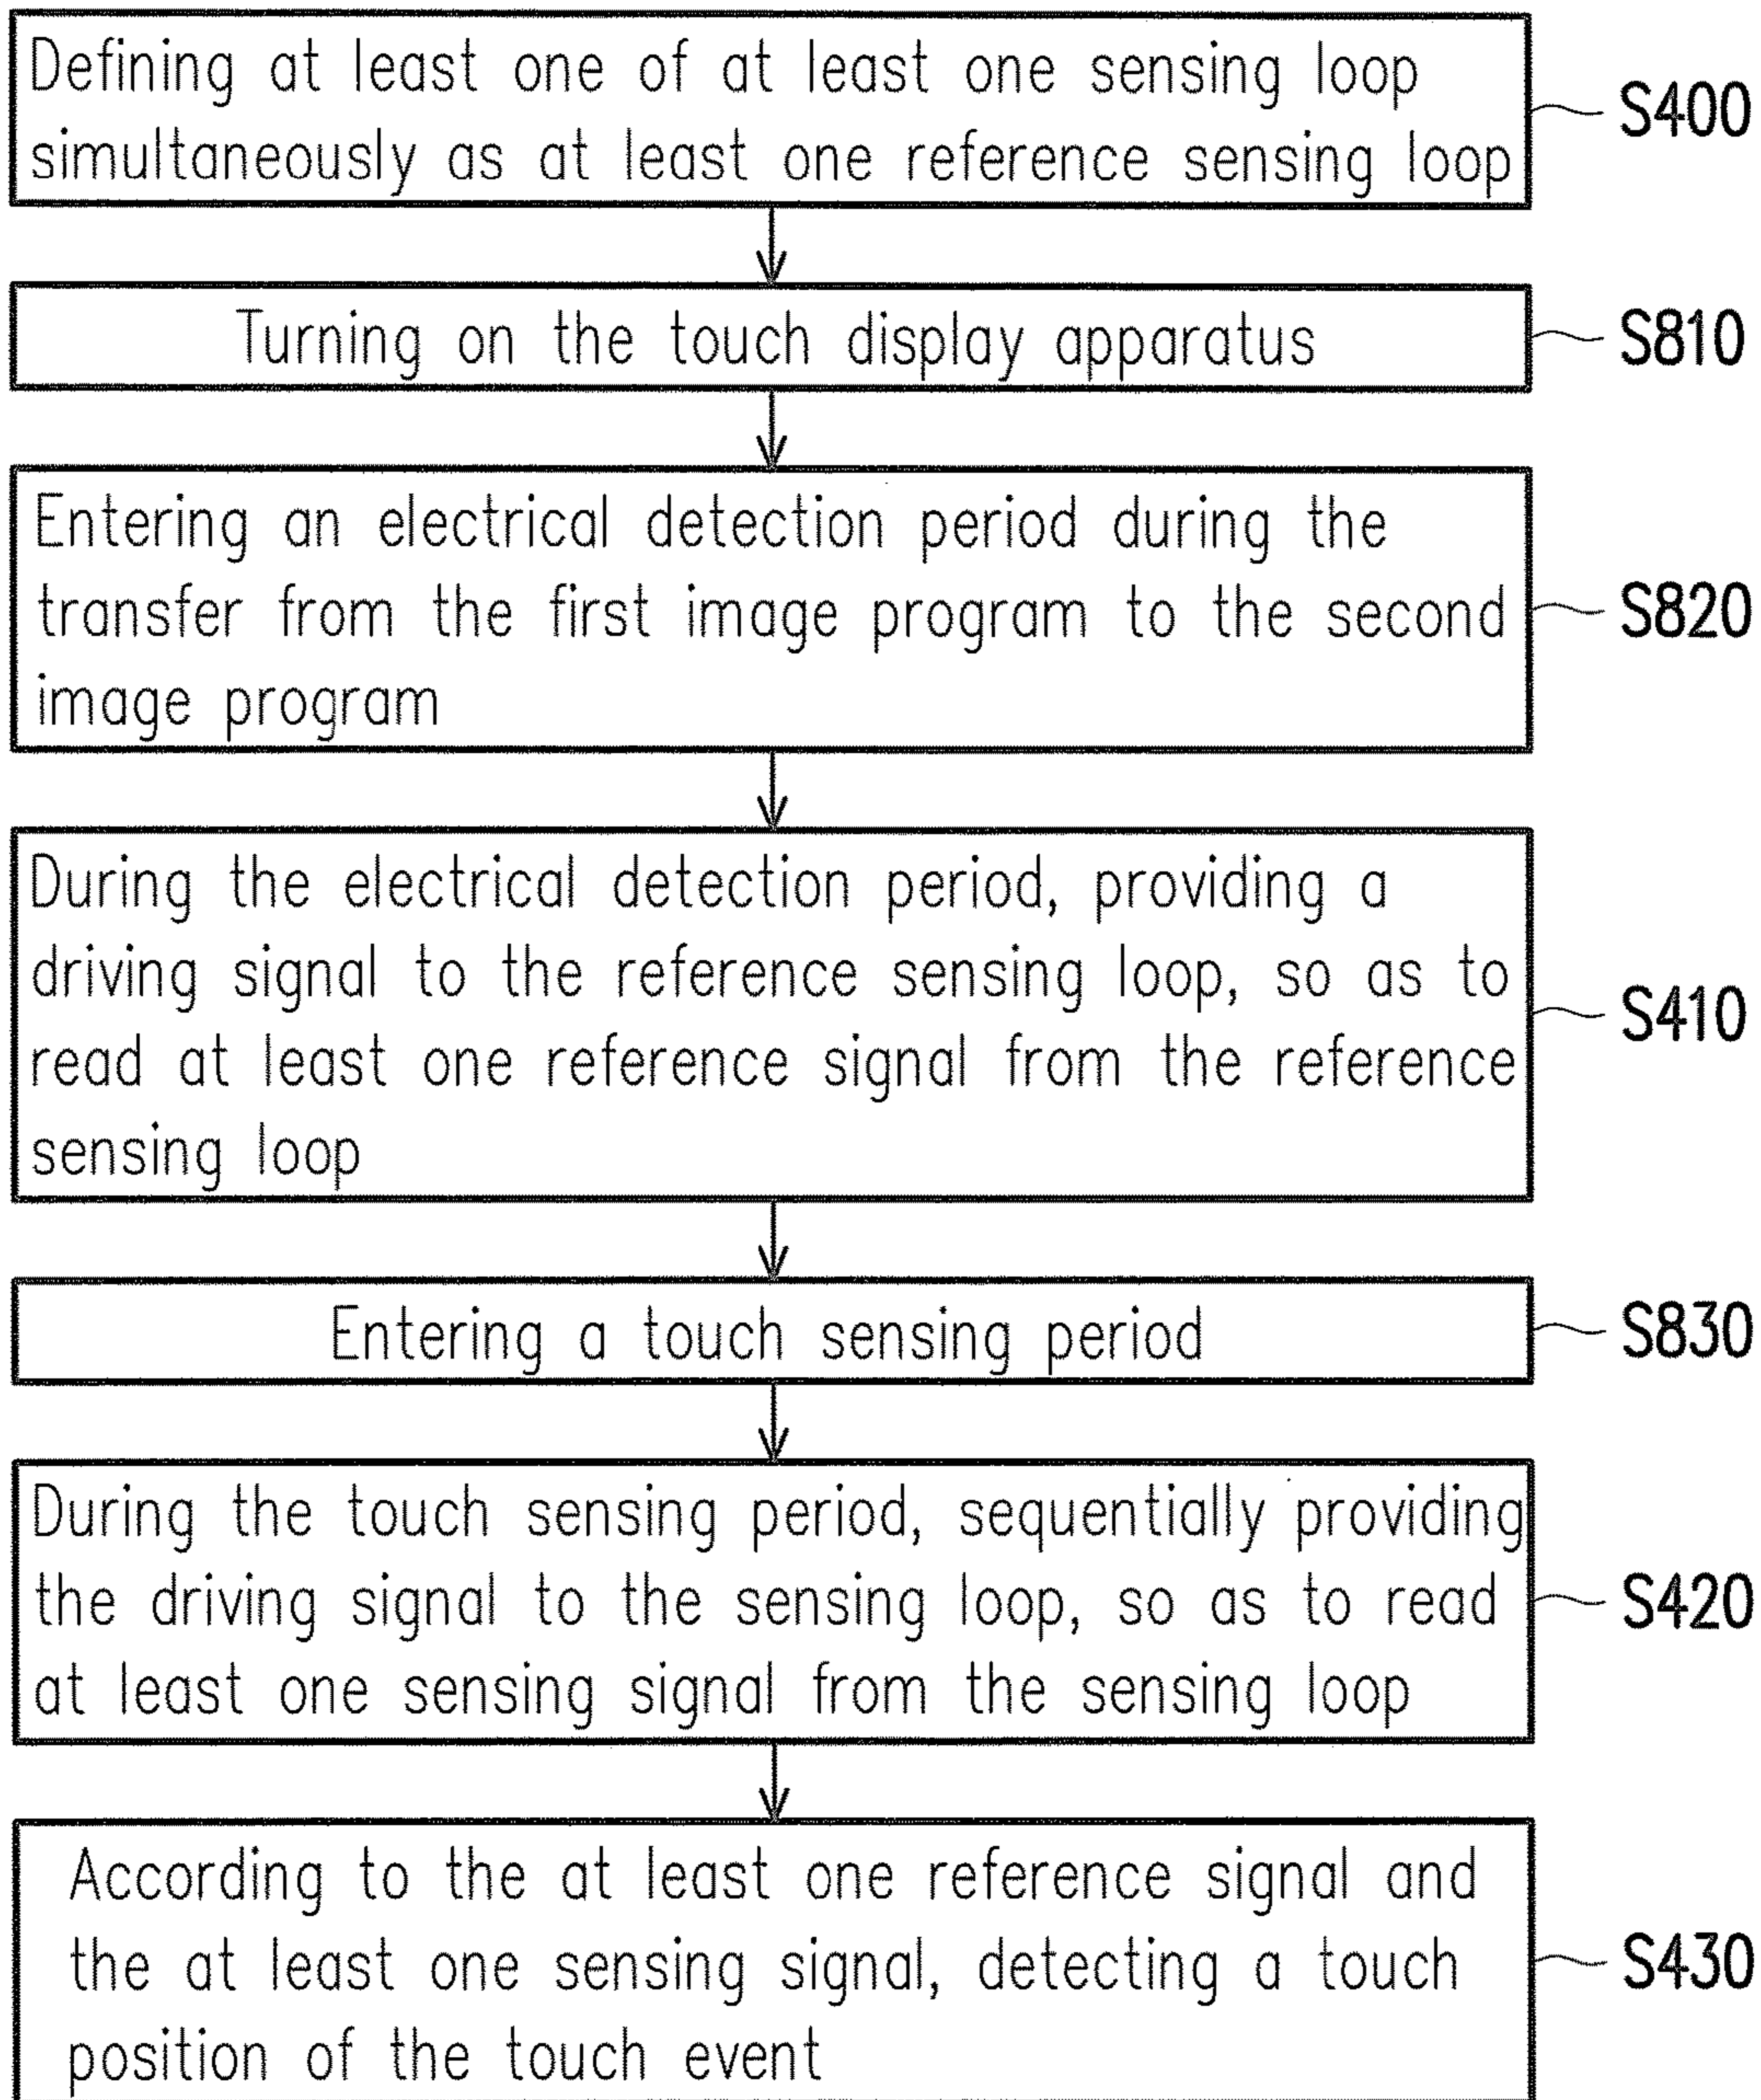 Defining at least one of at least one sensing loop
simultaneously as at least one reference sensing loop
S400
Turning on the touch display apparatus
S810
Entering an electrical detection period during the
transfer from the first image program to the second
image program
S820
During the electrical detection period, providing a
driving signal to the reference sensing loop, so as to
read at least one reference signal from the reference
sensing loop
S410
Entering a touch sensing period
S830
During the touch sensing period, sequentially providing
the driving signal to the sensing loop, so as to read
at least one sensing signal from the sensing loop
S420
According to the at least one reference signal and
the at least one sensing signal, detecting a touch
position of the touch event
S430